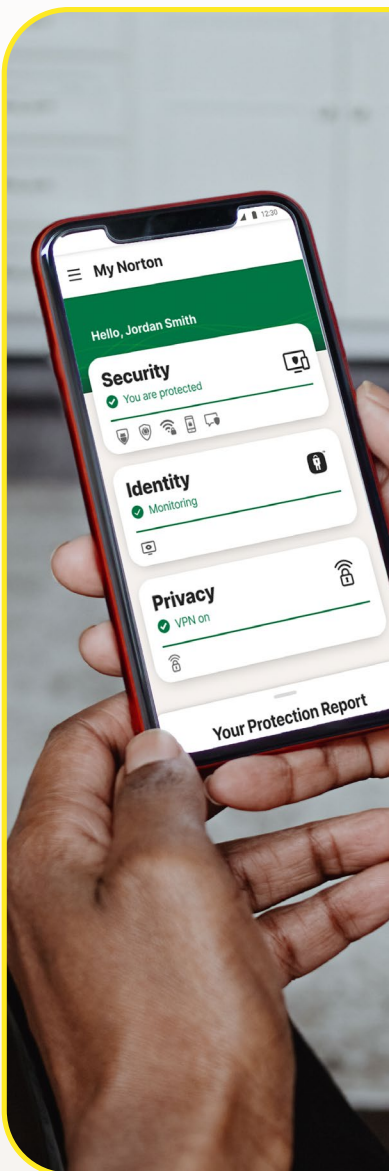 12:30
My Norton
Hello, Jordan Smith
Security
You are protected
Identity
Monitoring
Privacy
VPN on
Your Protection Report